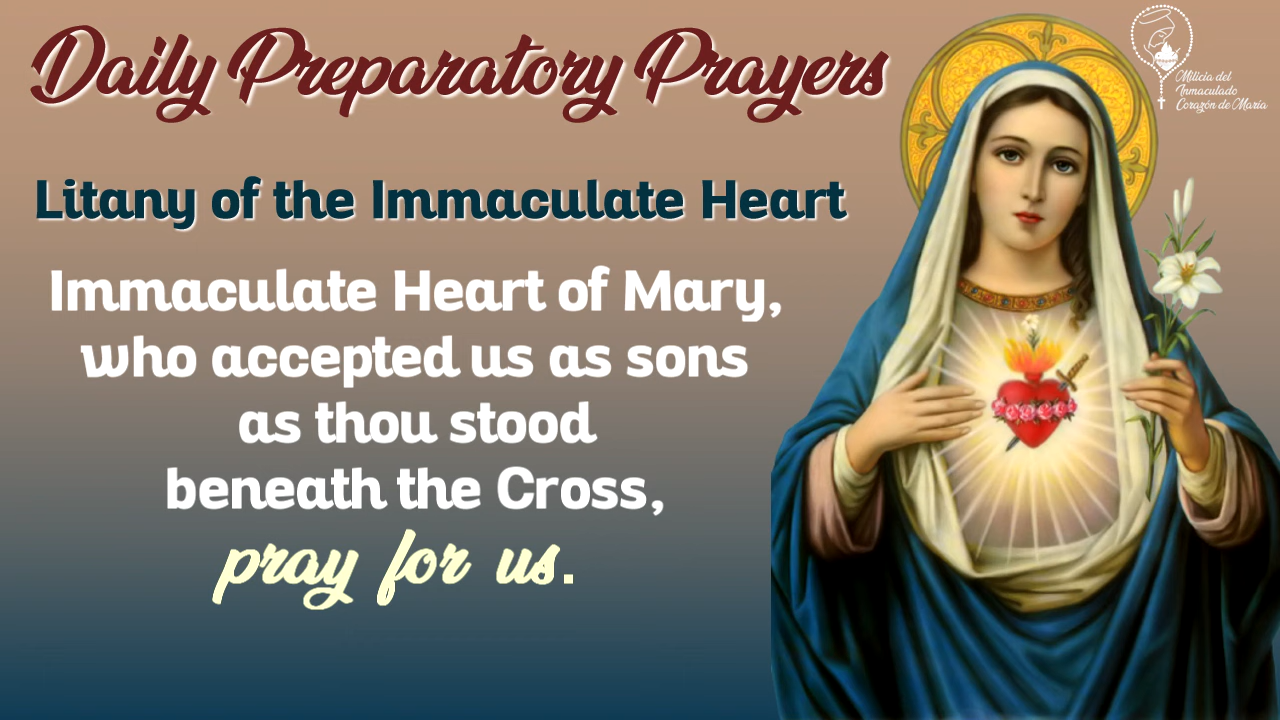 Daily Preparatory Prayers
Milicia del
Inmaculado
Corazón de María
Litany of the Immaculate Heart
Immaculate Heart of Mary,
who accepted us as sons
as thou stood
beneath the Cross,
pray for us.